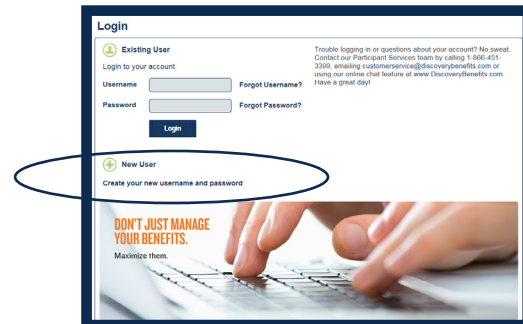 Login
Existing User
Login to your account
Username
Forgot Username?
Password
Forgot Password?
Login
Trouble logging in or questions about your account? No sweat.
Contact our Participant Services team by calling 1-866-451-
3399, emailing customerservice@discoverybenefits.com or
using our online chat feature at www.DiscoveryBenefits.com.
Have a great day!
New User
Create your new username and password
DON'T JUST MANAGE
YOUR BENEFITS.
Maximize them.